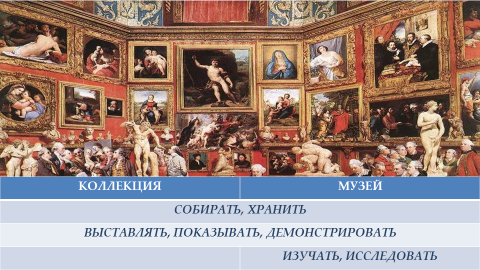 КОЛЛЕКЦИЯ МУЗЕЙ
СОБИРАТЬ, ХРАНИТЬ
ВЫСТАВЛЯТЬ, ПОКАЗЫВАТЬ, ДЕМОНСТРИРОВАТЬ
ИЗУЧАТЬ, ИССЛЕДОВАТЬ